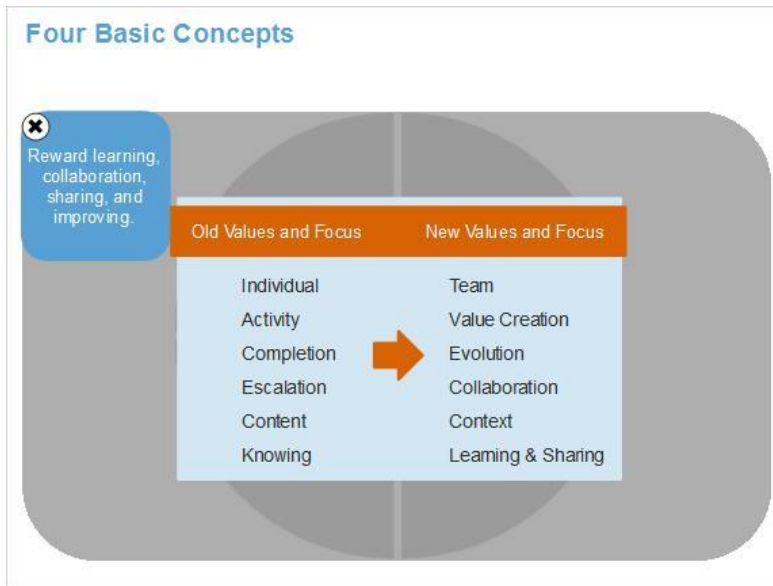 Four Basic Concepts
Reward learning,
collaboration,
sharing, and
improving.
Old Values and Focus New Values and Focus
Individual Team
Activity Value Creation
Completion Evolution
Escalation Collaboration
Content Context
Knowing Learning & Sharing